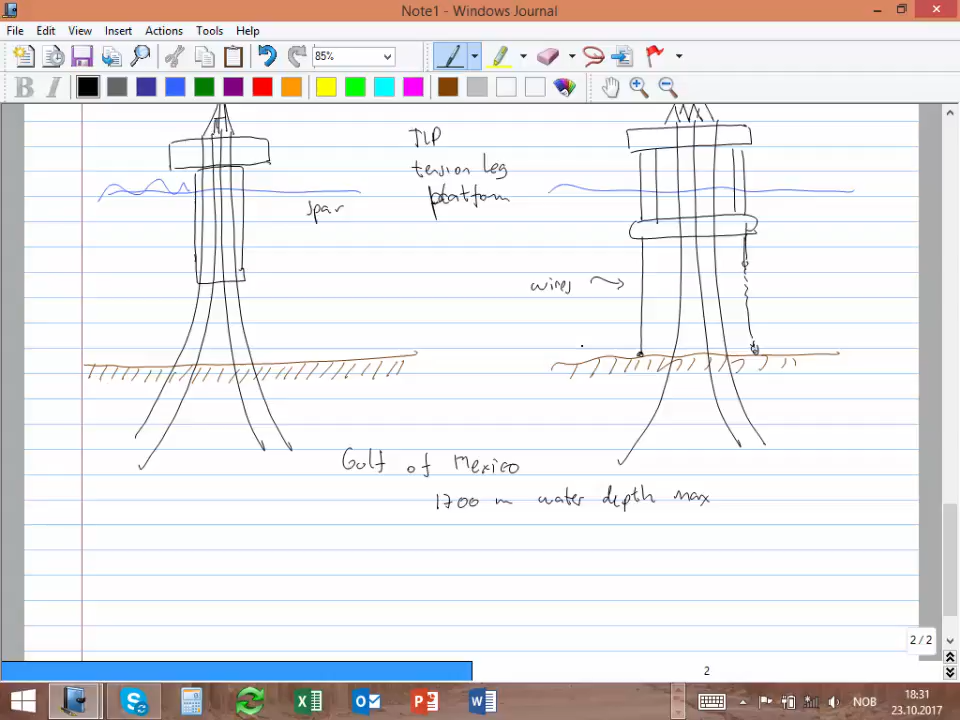 Note1 - Windows Journal
File Edit View Insert Actions Tools Help
85%
B I
TLP
tension leg
platform
spar
wires
Gulf of Mexico
1700 m water depth max
2/2
2
NOB
18:31
23.10.2017